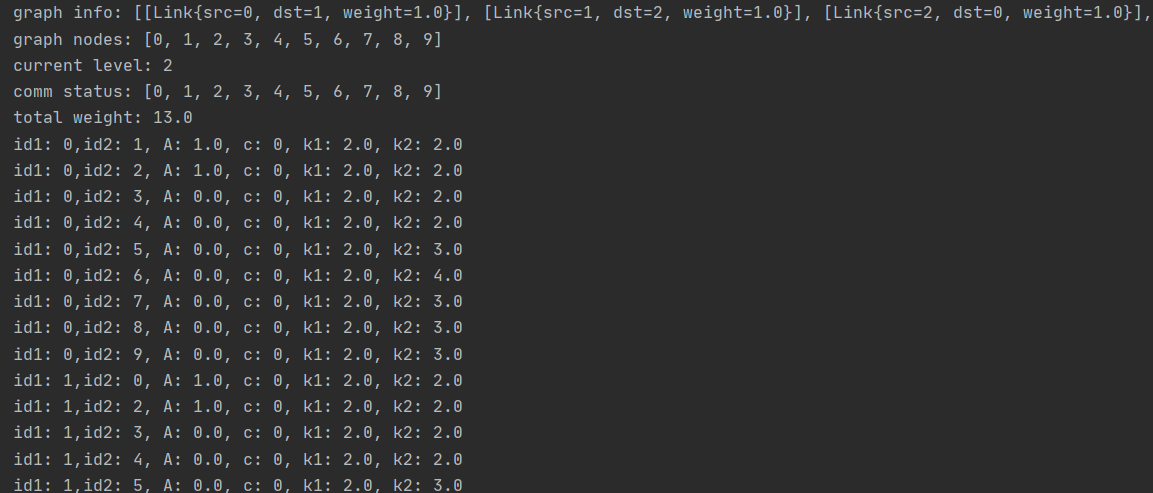 graph info: [[Link{src=0, dst=1, weight=1.0}], [Link{src=1, dst=2, weight=1.0}], [Link{src=2, dst=0, weight=1.0}],
graph nodes: [0, 1, 2, 3, 4, 5, 6, 7, 8, 9]
current level: 2
comm status: [0, 1, 2, 3, 4, 5, 6, 7, 8, 9]
total weight: 13.0
id1: 0,id2: 1, A: 1.0, c: 0, k1: 2.0, k2: 2.0
id1: 0,id2: 2, A: 1.0, c: 0, k1: 2.0, k2: 2.0
id1: 0,id2: 3, A: 0.0, c: 0, k1: 2.0, k2: 2.0
id1: 0,id2: 4, A: 0.0, c: 0, k1: 2.0, k2: 2.0
id1: 0,id2: 5, A: 0.0, c: 0, k1: 2.0, k2: 3.0
id1: 0,id2: 6, A: 0.0, c: 0, k1: 2.0, k2: 4.0
id1: 0,id2: 7, A: 0.0, c: 0, k1: 2.0, k2: 3.0
id1: 0,id2: 8, A: 0.0, c: 0, k1: 2.0, k2: 3.0
id1: 0,id2: 9, A: 0.0, c: 0, k1: 2.0, k2: 3.0
id1: 1,id2: 0, A: 1.0, c: 0, k1: 2.0, k2: 2.0
id1: 1,id2: 2, A: 1.0, c: 0, k1: 2.0, k2: 2.0
id1: 1,id2: 3, A: 0.0, c: 0, k1: 2.0, k2: 2.0
id1: 1,id2: 4, A: 0.0, c: 0, k1: 2.0, k2: 2.0
id1: 1,id2: 5, A: 0.0, c: 0, k1: 2.0, k2: 3.0